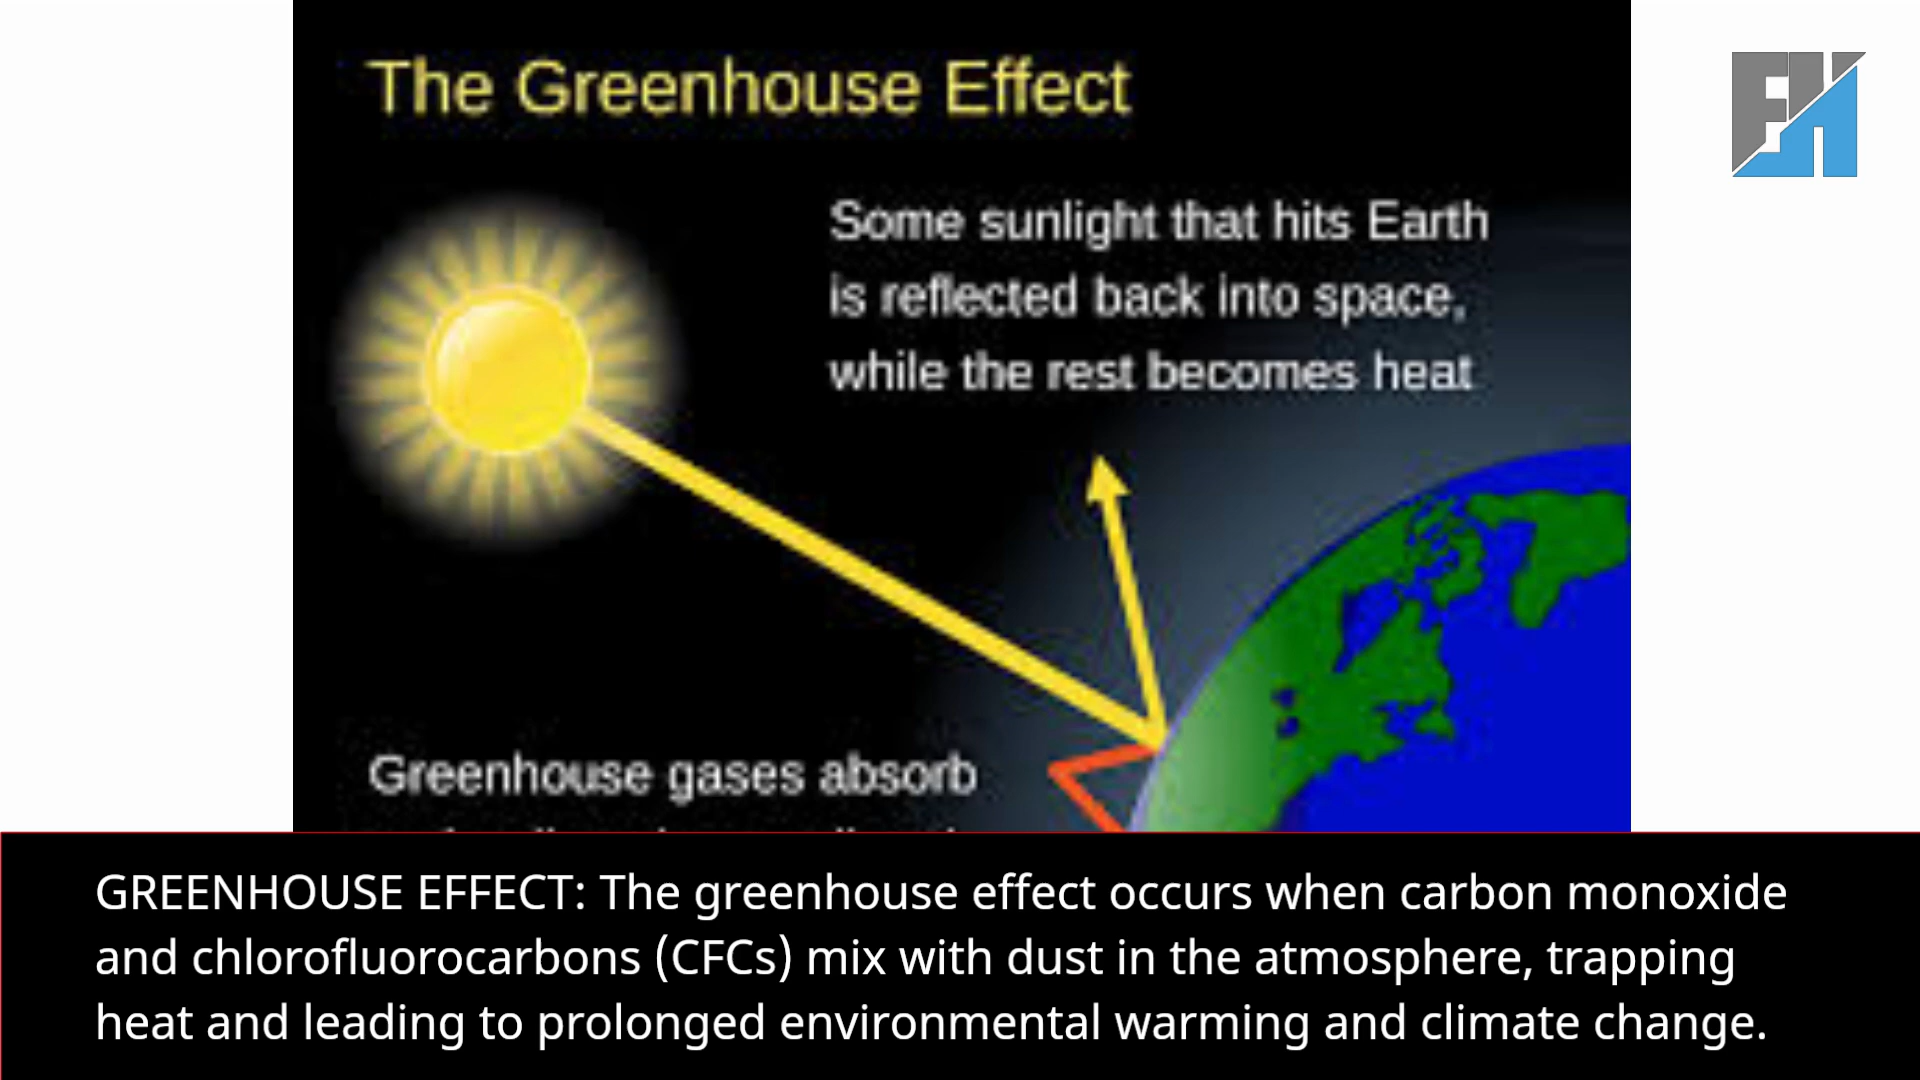 The Greenhouse Effect
Some sunlight that hits Earth
is reflected back into space,
while the rest becomes heat
Greenhouse gases absorb
GREENHOUSE EFFECT: The greenhouse effect occurs when carbon monoxide
and chlorofluorocarbons (CFCs) mix with dust in the atmosphere, trapping
heat and leading to prolonged environmental warming and climate change.